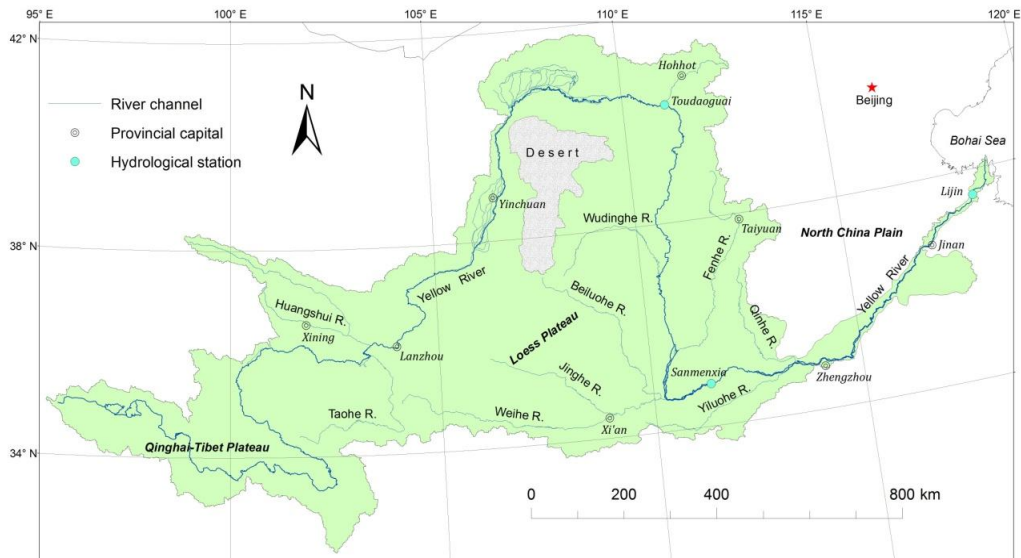 95° E
100° E
105° E
110° E
115° E
120° E
42° N
38° N
34° N
River channel
Provincial capital
Hydrological station
N
Hohhot
Toudaoguai
Beijing
Bohai Sea
Desert
Lijin
Yinchuan
Wudinghe R.
Taiyuan
North China Plain
Jinan
Fenhe R.
Yellow River
Yellow River
Beiluohe R.
Qinhe R.
Huangshui R.
Xining
Lanzhou
Loess Plateau
Sanmenxia
Zhengzhou
Jinghe R.
Yiluohe R.
Taohe R.
Weihe R.
Xi'an
Qinghai-Tibet Plateau
0 200 400 800 km